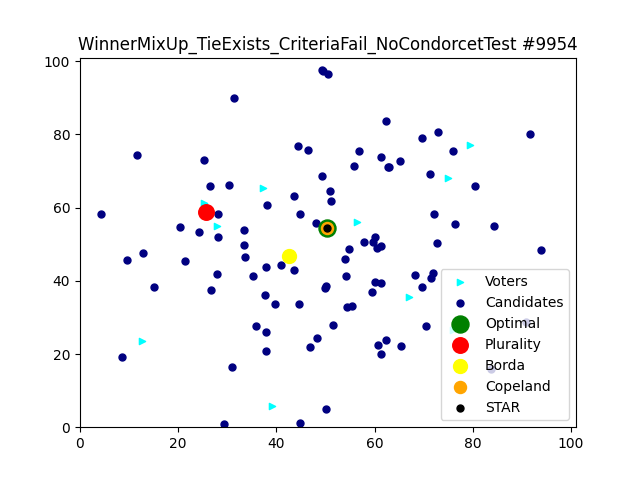 WinnerMixUp_TieExists_CriteriaFail_NoCondorcetTest #9954
100
80
60
40
20
0
0 20 40 60 80 100
Voters
Candidates
Optimal
Plurality
Borda
Copeland
STAR